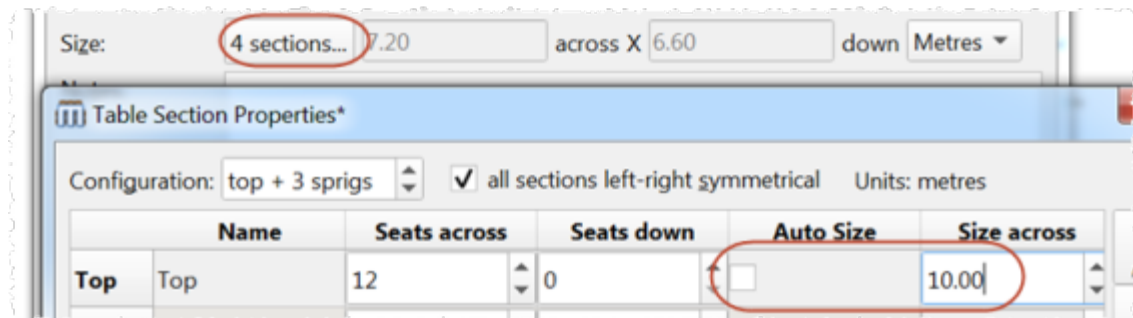 Size: 4 sections... 7.20 across X 6.60 down Metres
Table Section Properties*
Configuration: top + 3 sprigs all sections left-right symmetrical Units: metres
Name Seats across Seats down Auto Size Size across
Top Top 12 0 10.00